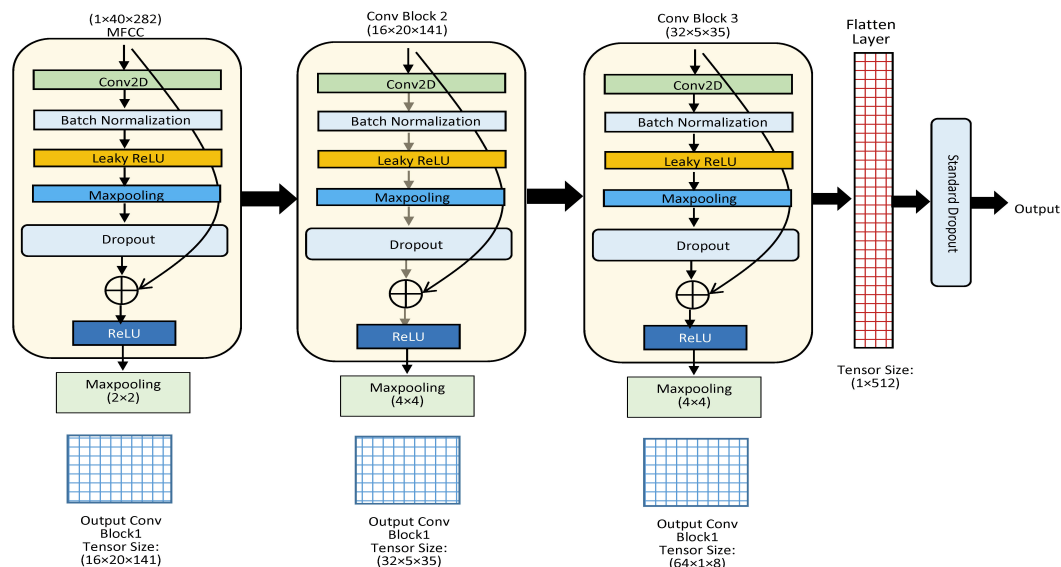 (1×40×282)
MFCC
Conv2D
Batch Normalization
Leaky ReLU
Maxpooling
Dropout
ReLU
Maxpooling
(2×2)
Output Conv
Block1
Tensor Size:
(16×20×141)
Conv Block 2
(16×20×141)
Conv2D
Batch Normalization
Leaky ReLU
Maxpooling
Dropout
ReLU
Maxpooling
(4×4)
Output Conv
Block1
Tensor Size:
(32×5×35)
Conv Block 3
(32×5×35)
Conv2D
Batch Normalization
Leaky ReLU
Maxpooling
Dropout
ReLU
Maxpooling
(4×4)
Output Conv
Block1
Tensor Size:
(64×1×8)
Flatten
Layer
Tensor Size:
(1×512)
Standard Dropout
Output